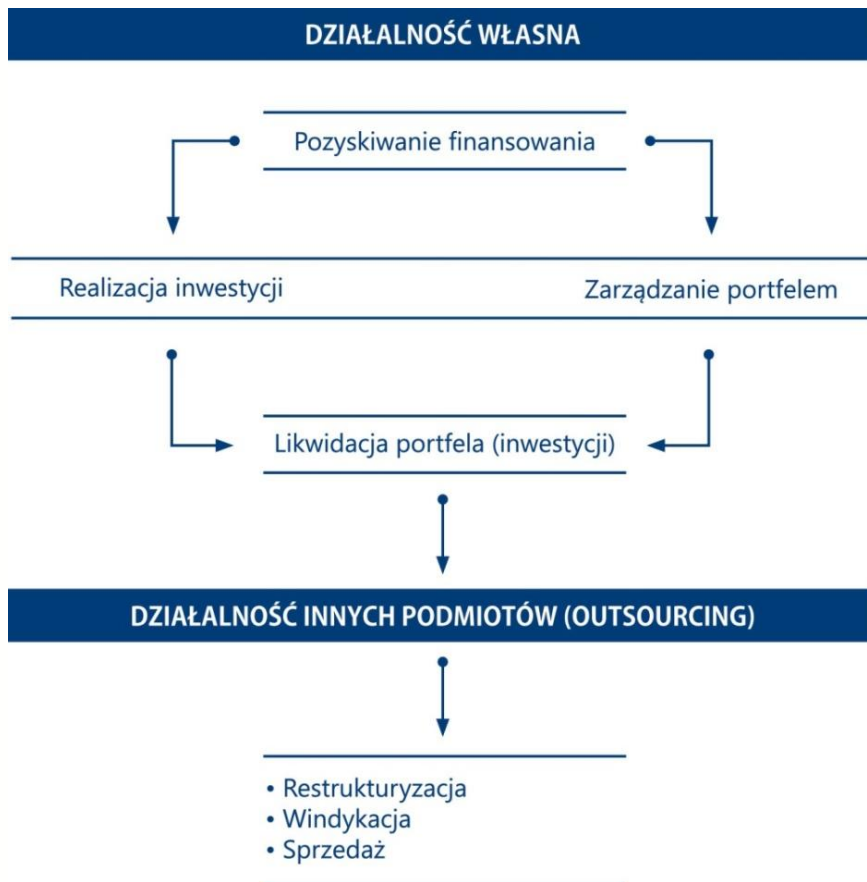 DZIAŁALNOŚĆ WŁASNA
Pozyskiwanie finansowania
Realizacja inwestycji
Zarządzanie portfelem
Likwidacja portfela (inwestycji)
DZIAŁALNOŚĆ INNYCH PODMIOTÓW (OUTSOURCING)
• Restrukturyzacja
• Windykacja
• Sprzedaż